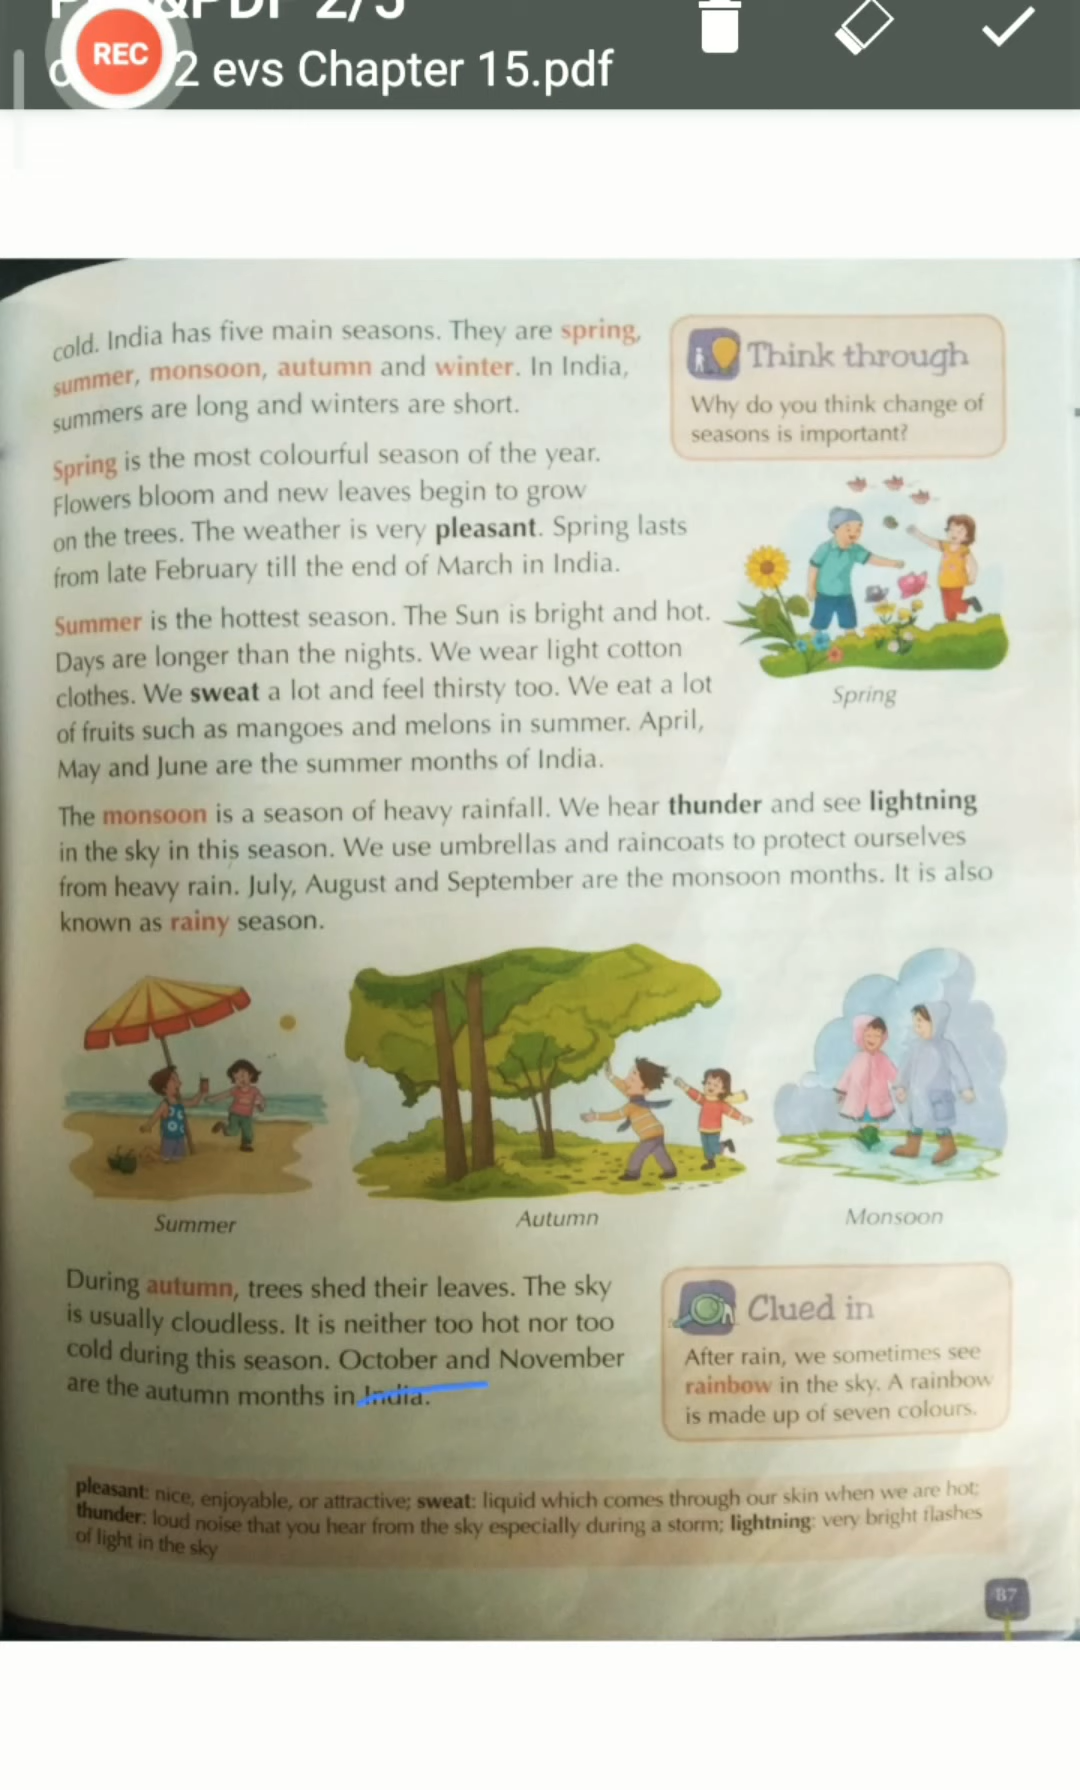 2/5
REC
2 evs Chapter 15.pdf
cold. India has five main seasons. They are spring,
summer, monsoon, autumn and winter. In India,
summers are long and winters are short.
Think through
Why do you think change of
seasons is important?
Spring is the most colourful season of the year.
Flowers bloom and new leaves begin to grow
on the trees. The weather is very pleasant. Spring lasts
from late February till the end of March in India.
Spring
Summer is the hottest season. The Sun is bright and hot.
Days are longer than the nights. We wear light cotton
clothes. We sweat a lot and feel thirsty too. We eat a lot
of fruits such as mangoes and melons in summer. April,
May and June are the summer months of India.
The monsoon is a season of heavy rainfall. We hear thunder and see lightning
in the sky in this season. We use umbrellas and raincoats to protect ourselves
from heavy rain. July, August and September are the monsoon months. It is also
known as rainy season.
Summer
Autumn
Monsoon
During autumn, trees shed their leaves. The sky
is usually cloudless. It is neither too hot nor too
cold during this season. October and November
are the autumn months in India.
Clued in
After rain, we sometimes see
rainbow in the sky. A rainbow
is made up of seven colours.
pleasant: nice, enjoyable, or attractive; sweat: liquid which comes through our skin when we are hot;
thunder: loud noise that you hear from the sky especially during a storm; lightning: very bright flashes
of light in the sky
87